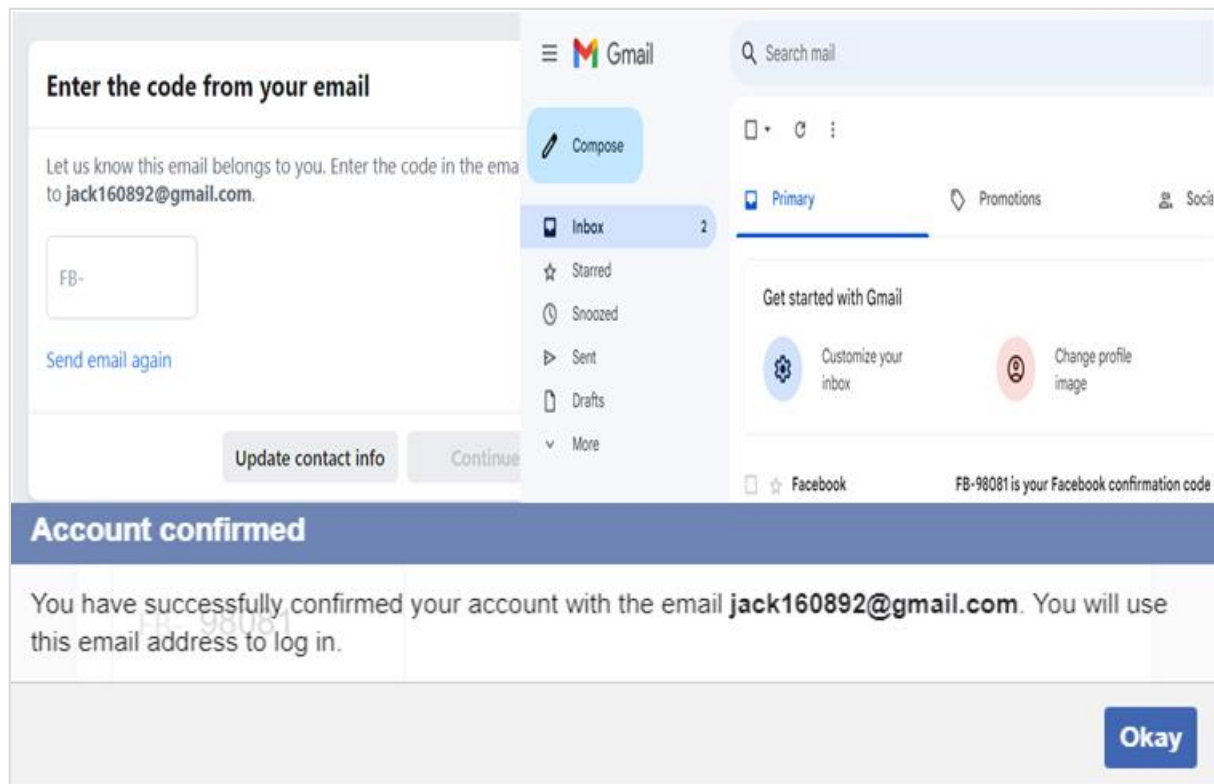 Enter the code from your email
Let us know this email belongs to you. Enter the code in the ema
to jack160892@gmail.com.
FB-
Send email again
Update contact info
Continue
Gmail
Search mail
Compose
Inbox 2
Starred
Snoozed
Sent
Drafts
More
Primary
Promotions
Socia
Get started with Gmail
Customize your
inbox
Change profile
image
Facebook FB-98081 is your Facebook confirmation code
Account confirmed
You have successfully confirmed your account with the email jack160892@gmail.com. You will use
FB- 98081
this email address to log in.
Okay